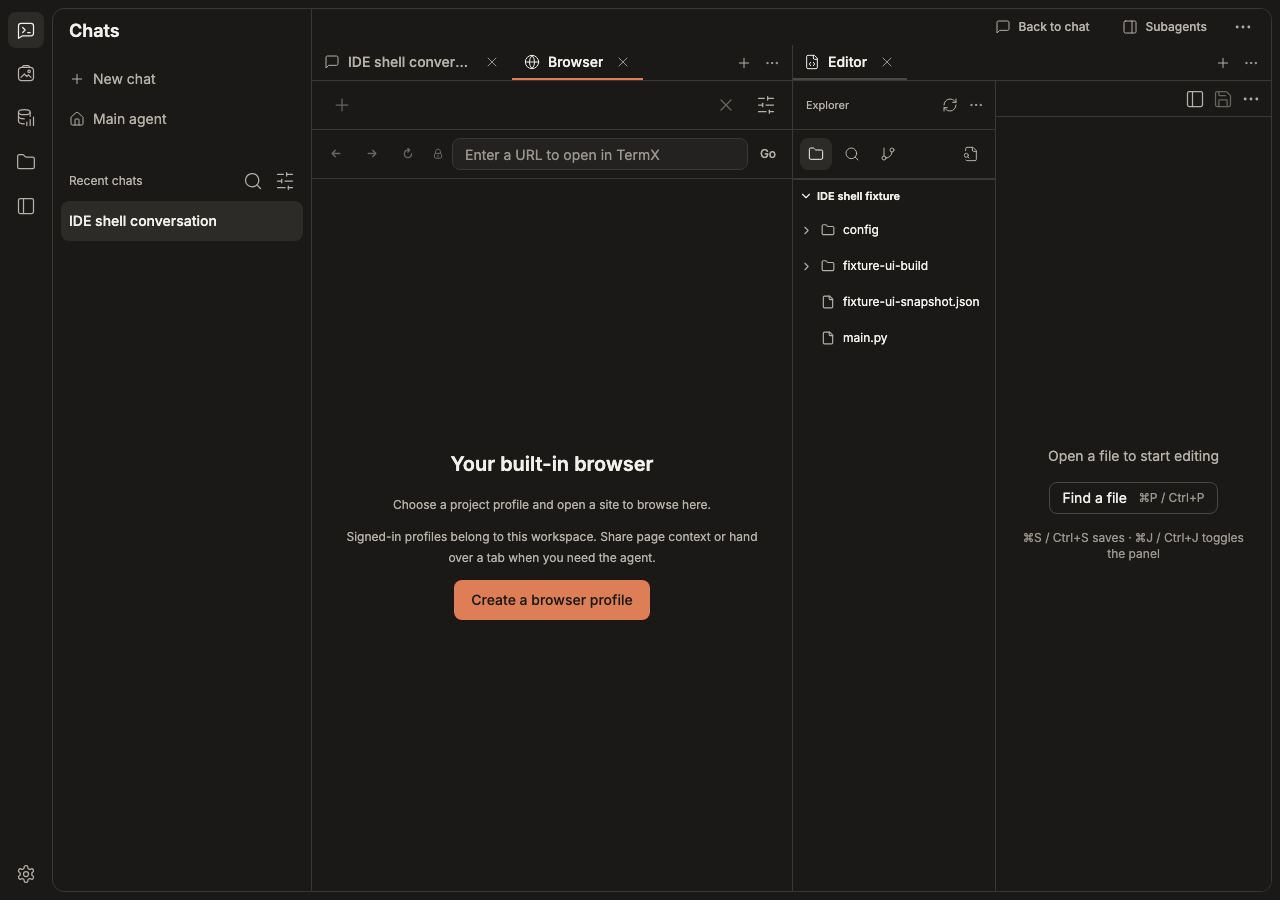 Chats
New chat
Main agent
Recent chats
IDE shell conversation
Back to chat
Subagents
IDE shell conver...
Browser
Enter a URL to open in TermX
Go
Your built-in browser
Choose a project profile and open a site to browse here.
Signed-in profiles belong to this workspace. Share page context or hand
over a tab when you need the agent.
Create a browser profile
Editor
Explorer
IDE shell fixture
config
fixture-ui-build
fixture-ui-snapshot.json
main.py
Open a file to start editing
Find a file ⌘P / Ctrl+P
⌘S / Ctrl+S saves · ⌘J / Ctrl+J toggles
the panel